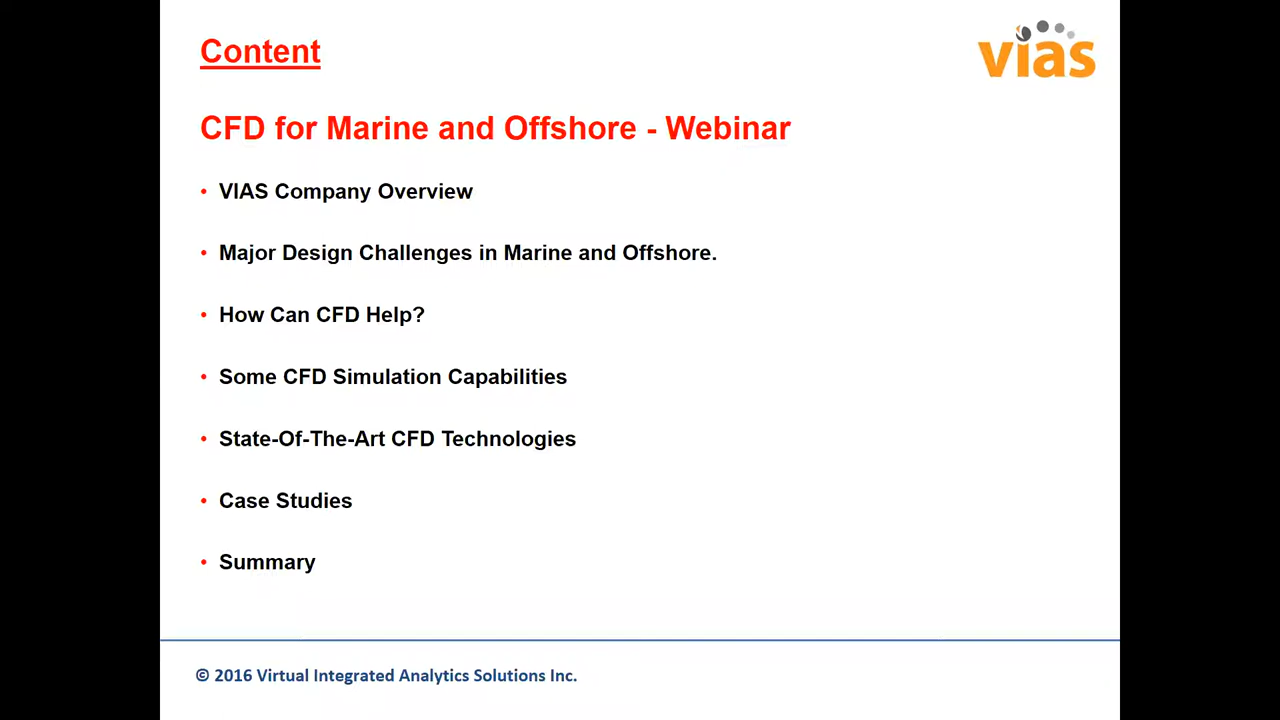 Content
vias
CFD for Marine and Offshore - Webinar
• VIAS Company Overview
• Major Design Challenges in Marine and Offshore.
• How Can CFD Help?
• Some CFD Simulation Capabilities
• State-Of-The-Art CFD Technologies
• Case Studies
• Summary
© 2016 Virtual Integrated Analytics Solutions Inc.